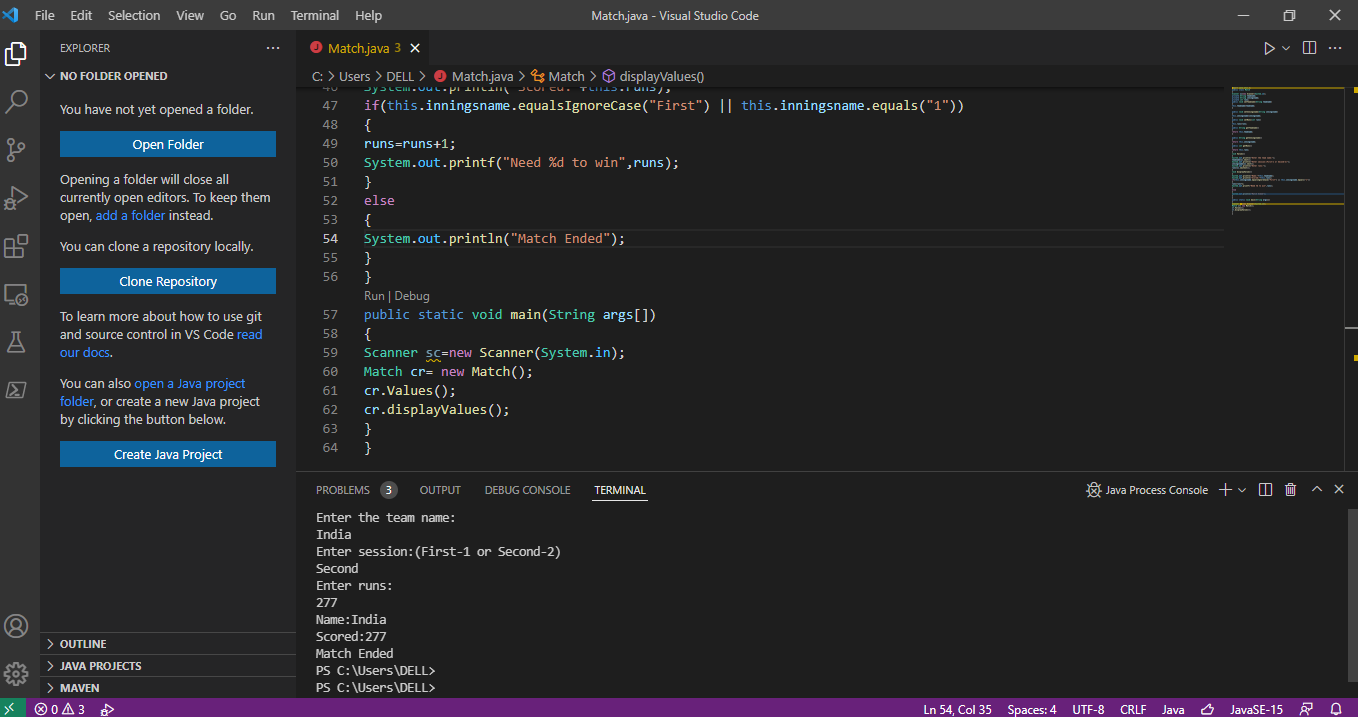 File Edit Selection View Go Run Terminal Help
Match.java - Visual Studio Code
EXPLORER
NO FOLDER OPENED
You have not yet opened a folder.
Open Folder
Opening a folder will close all
currently open editors. To keep them
open, add a folder instead.
You can clone a repository locally.
Clone Repository
To learn more about how to use git
and source control in VS Code read
our docs.
You can also open a Java project
folder, or create a new Java project
by clicking the button below.
Create Java Project
OUTLINE
JAVA PROJECTS
MAVEN
Match.java 3
C: > Users > DELL > Match.java > Match > displayValues()
46 System.out.println("Scored:"+this.runs);
47 if(this.inningsname.equalsIgnoreCase("First") || this.inningsname.equals("1"))
48 {
49 runs=runs+1;
50 System.out.printf("Need %d to win",runs);
51 }
52 else
53 {
54 System.out.println("Match Ended");
55 }
56 }
Run | Debug
57 public static void main(String args[])
58 {
59 Scanner sc=new Scanner(System.in);
60 Match cr= new Match();
61 cr.Values();
62 cr.displayValues();
63 }
64 }
PROBLEMS 3 OUTPUT DEBUG CONSOLE TERMINAL
Java Process Console
Enter the team name:
India
Enter session:(First-1 or Second-2)
Second
Enter runs:
277
Name:India
Scored:277
Match Ended
PS C:\Users\DELL>
PS C:\Users\DELL>
0 3
Ln 54, Col 35 Spaces: 4 UTF-8 CRLF Java JavaSE-15